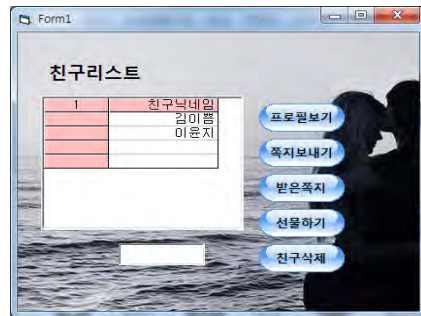 Form1
친구리스트
1 친구닉네임
김이쁨
이윤지
프로필보기
쪽지보내기
받은쪽지
선물하기
친구삭제